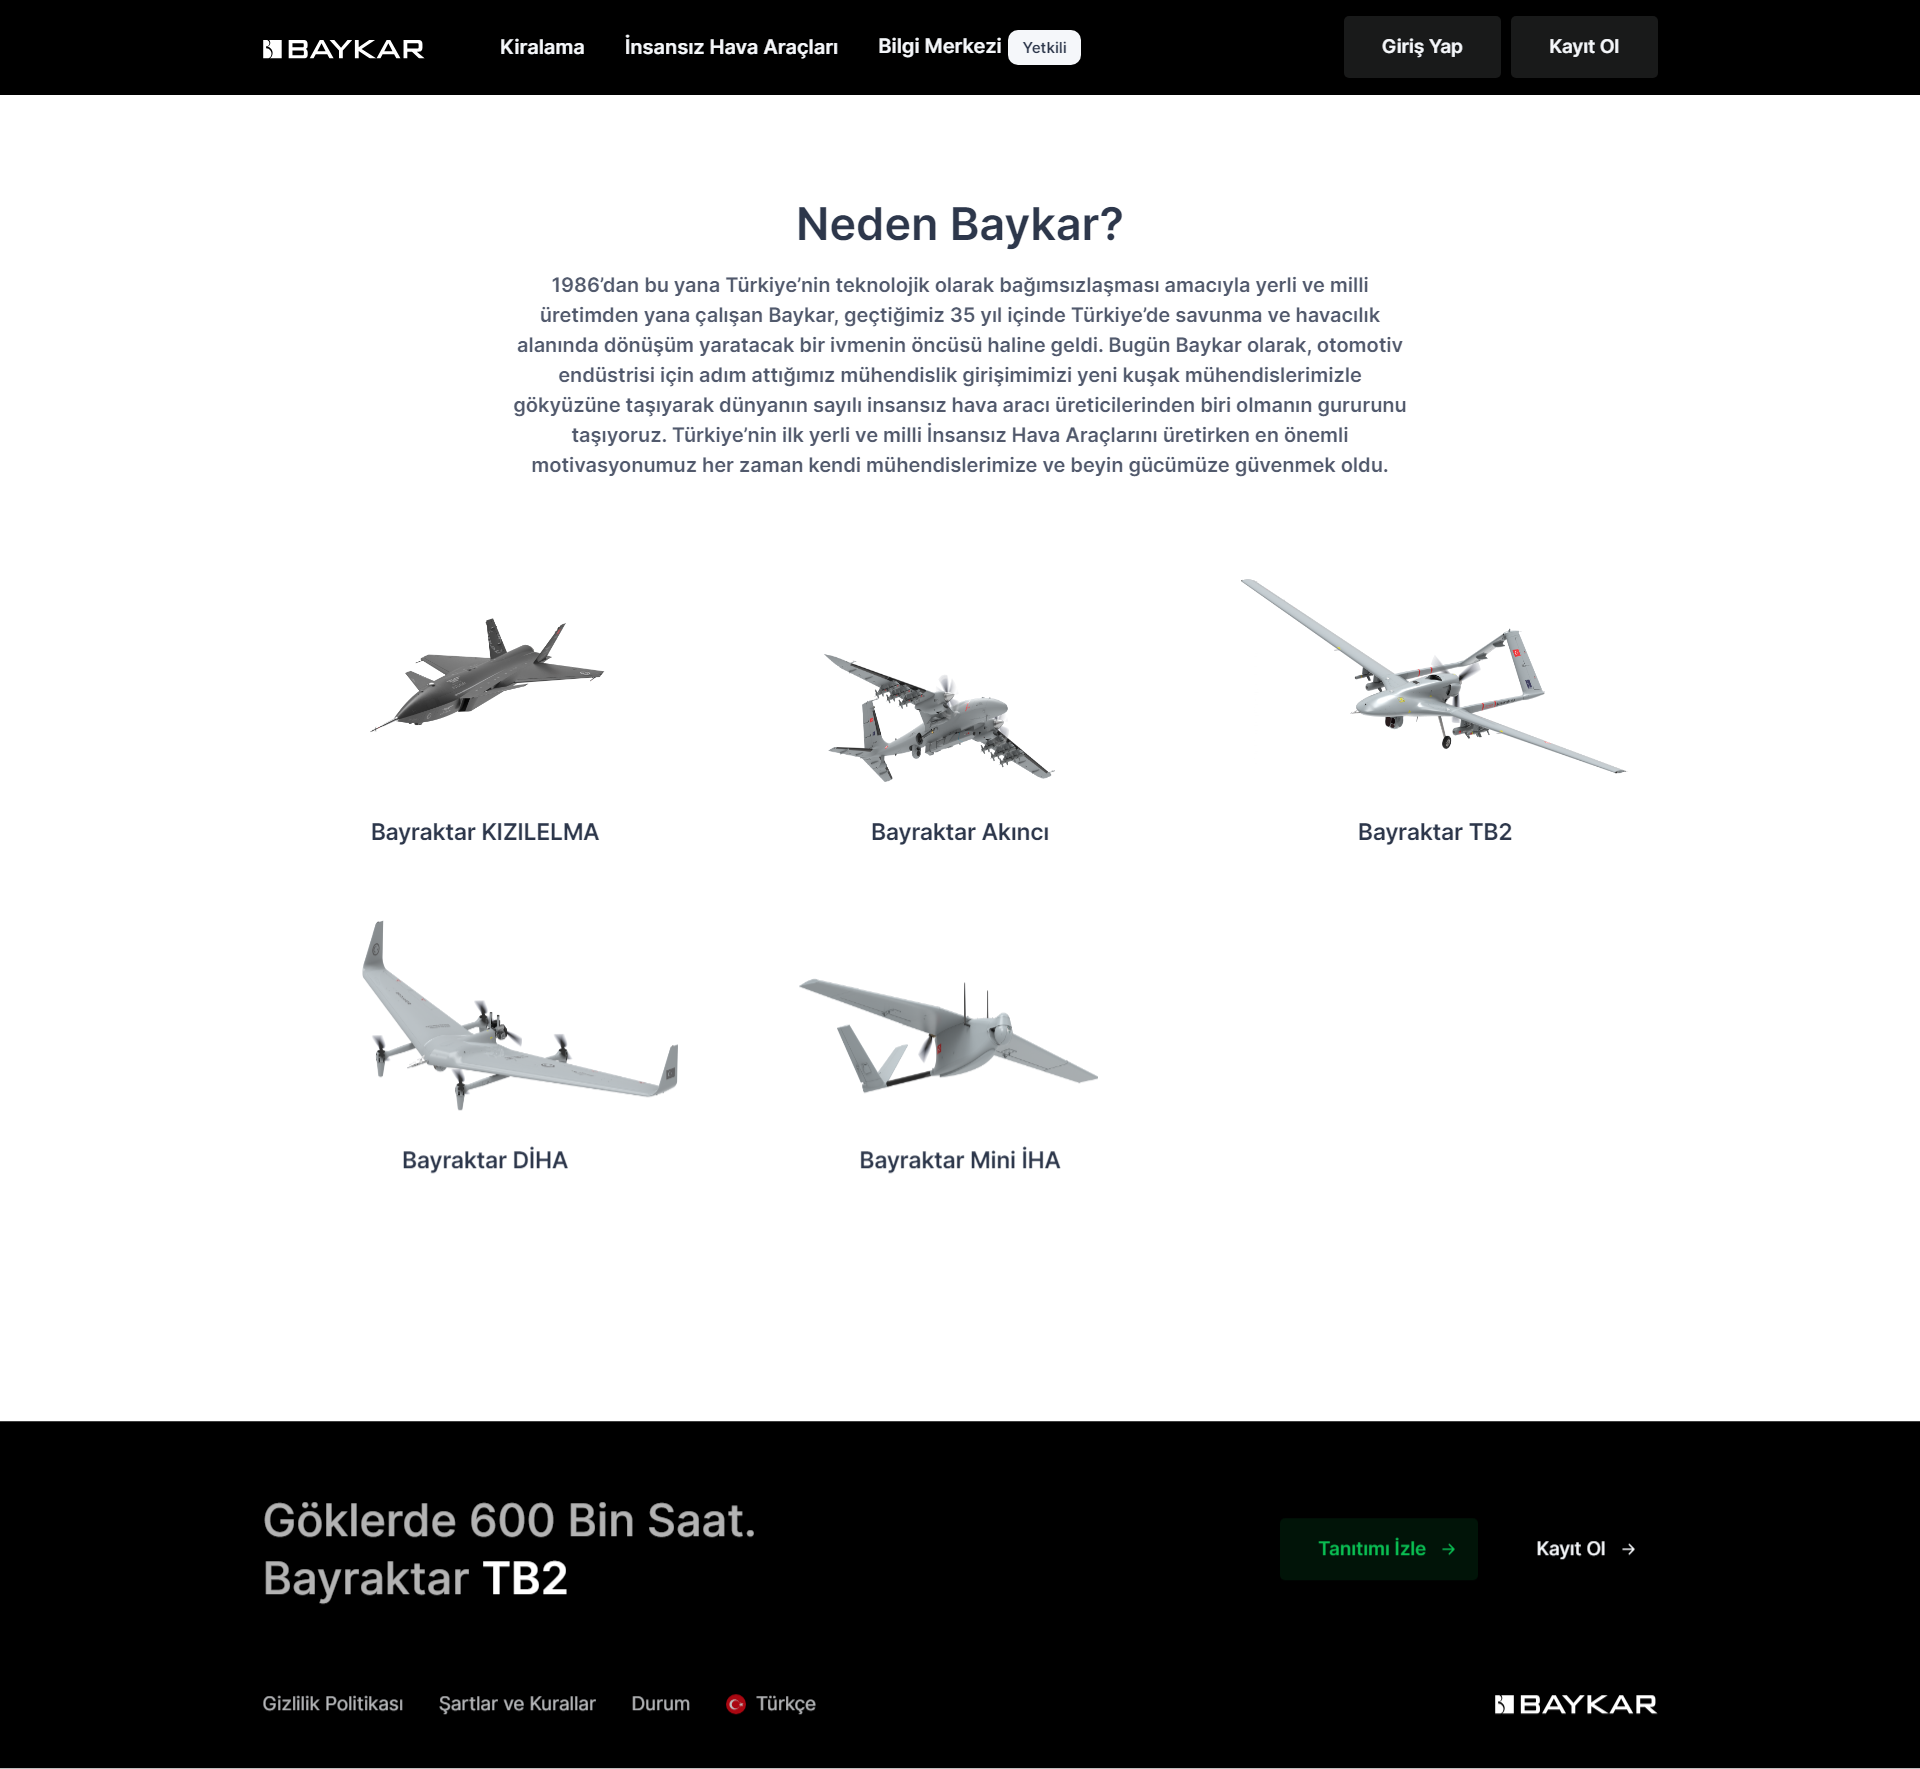 BAYKAR
Kiralama
İnsansız Hava Araçları
Bilgi Merkezi
Yetkili
Giriş Yap
Kayıt Ol
Neden Baykar?
1986’dan bu yana Türkiye’nin teknolojik olarak bağımsızlaşması amacıyla yerli ve milli
üretimden yana çalışan Baykar, geçtiğimiz 35 yıl içinde Türkiye’de savunma ve havacılık
alanında dönüşüm yaratacak bir ivmenin öncüsü haline geldi. Bugün Baykar olarak, otomotiv
endüstrisi için adım attığımız mühendislik girişimimizi yeni kuşak mühendislerimizle
gökyüzüne taşıyarak dünyanın sayılı insansız hava aracı üreticilerinden biri olmanın gururunu
taşıyoruz. Türkiye’nin ilk yerli ve milli İnsansız Hava Araçlarını üretirken en önemli
motivasyonumuz her zaman kendi mühendislerimize ve beyin gücümüze güvenmek oldu.
Bayraktar KIZILELMA
Bayraktar Akıncı
Bayraktar TB2
Bayraktar DİHA
Bayraktar Mini İHA
Göklerde 600 Bin Saat.
Bayraktar TB2
Tanıtımı İzle →
Kayıt Ol →
Gizlilik Politikası
Şartlar ve Kurallar
Durum
Türkçe
BAYKAR